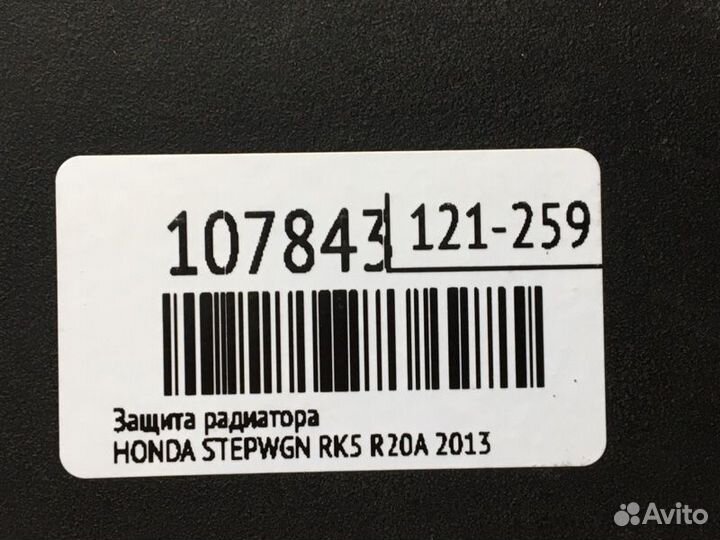 107843
121-259
Защита радиатора
HONDA STEPWGN RK5 R20A 2013
Avito